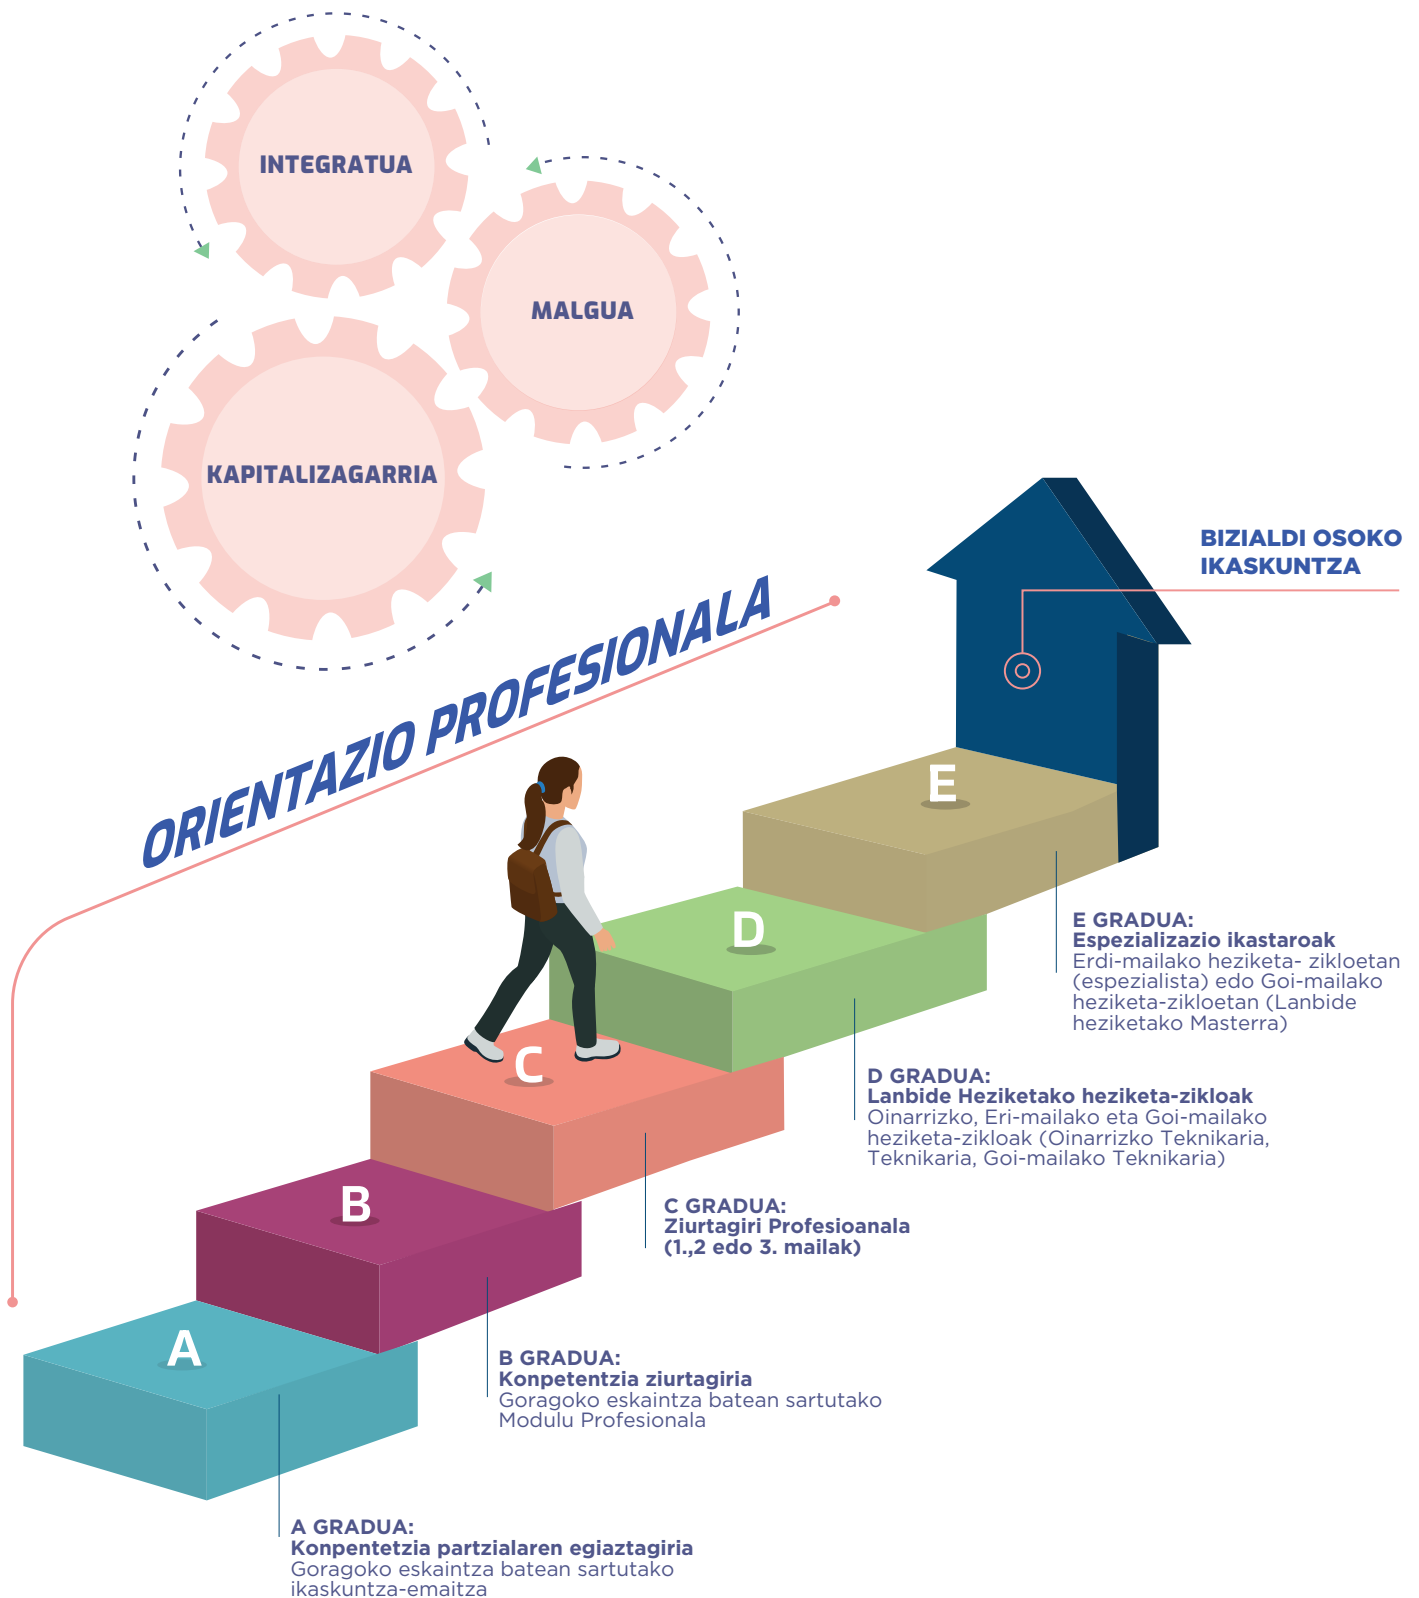 INTEGRATUA
MALGUA
KAPITALIZAGARRIA
BIZIALDI OSOKO
IKASKUNTZA
ORIENTAZIO PROFESIONALA
E
E GRADUA:
Espezializazio ikastaroak
Erdi-mailako heziketa- zikloetan
(espezialista) edo Goi-mailako
heziketa-zikloetan (Lanbide
heziketako Masterra)
D
D GRADUA:
Lanbide Heziketako heziketa-zikloak
Oinarrizko, Eri-mailako eta Goi-mailako
heziketa-zikloak (Oinarrizko Teknikaria,
Teknikaria, Goi-mailako Teknikaria)
C
C GRADUA:
Ziurtagiri Profesioanala
(1.,2 edo 3. mailak)
B
B GRADUA:
Konpetentzia ziurtagiria
Goragoko eskaintza batean sartutako
Modulu Profesionala
A
A GRADUA:
Konpentetzia partzialaren egiaztagiria
Goragoko eskaintza batean sartutako
ikaskuntza-emaitza